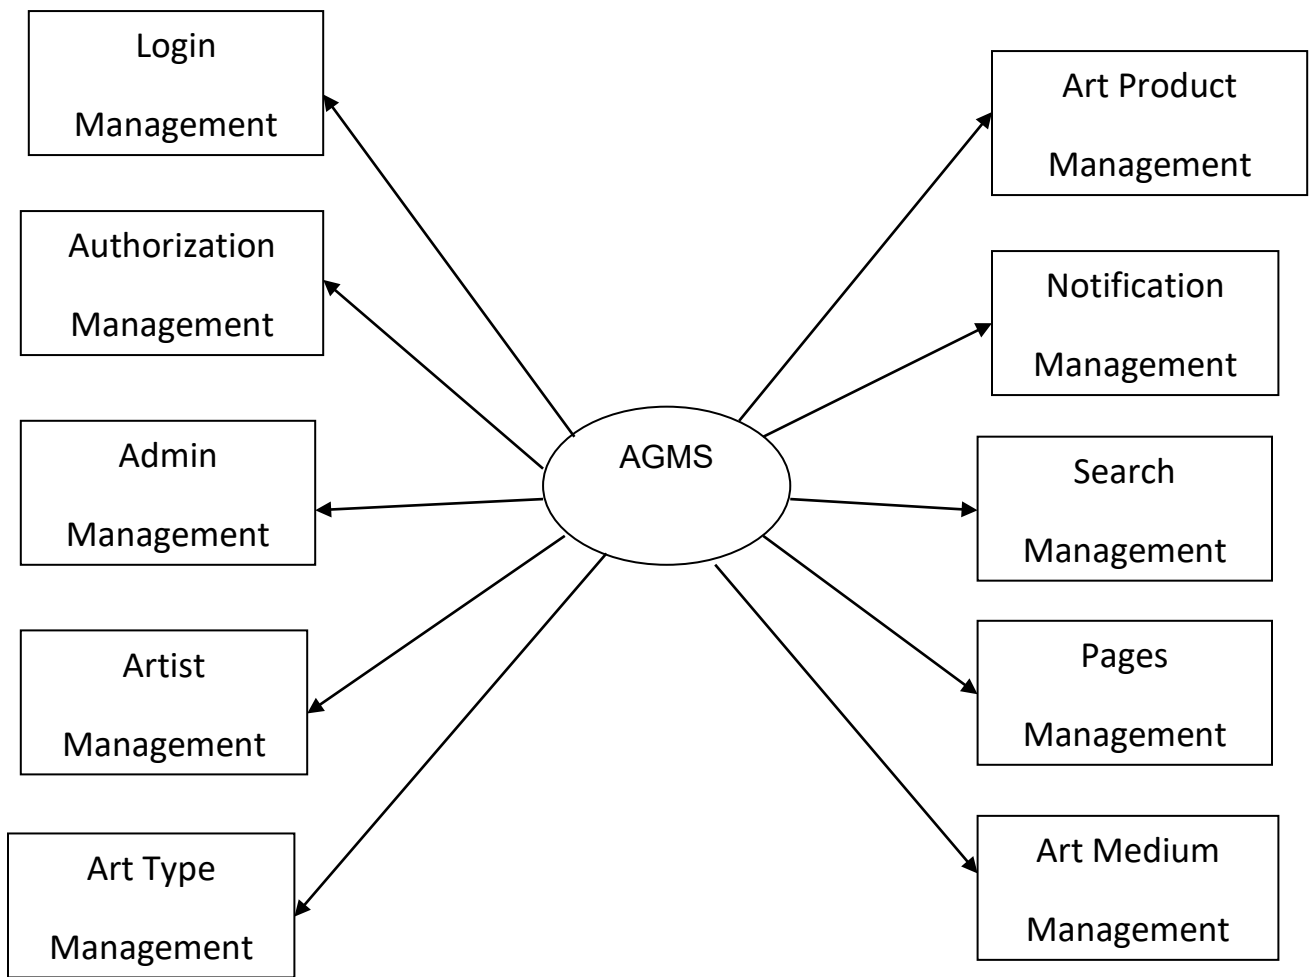 Login
Management
Authorization
Management
Admin
Management
Artist
Management
Art Type
Management
AGMS
Art Product
Management
Notification
Management
Search
Management
Pages
Management
Art Medium
Management